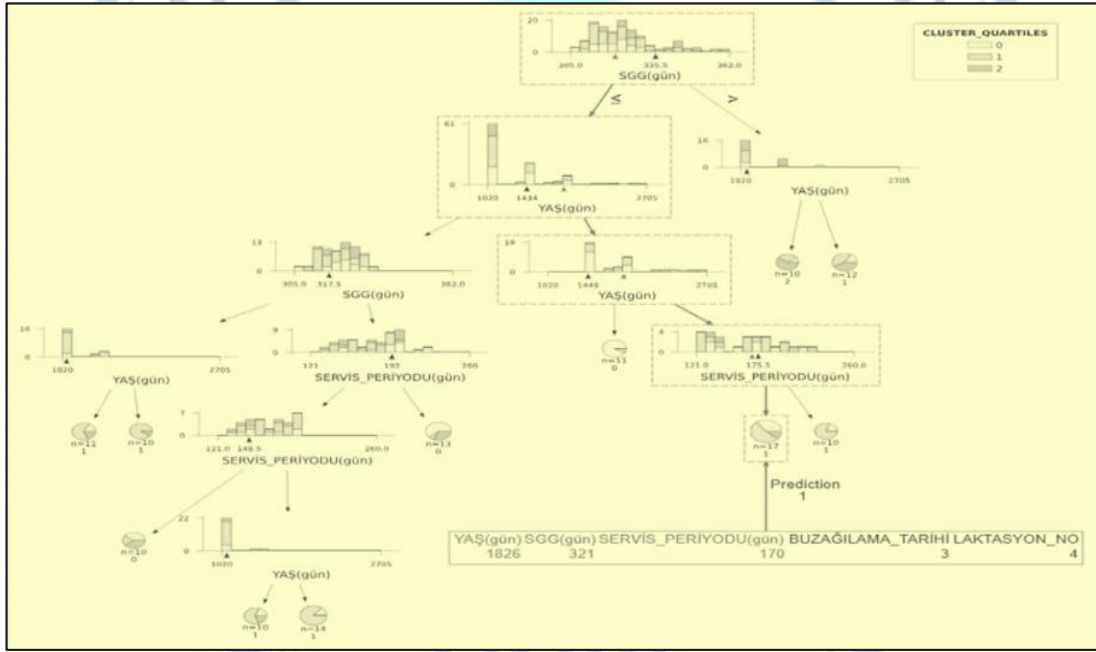 CLUSTER_QUARTILES
0
1
2
20
0
205.0 335.5 262.0
SGG(gün)
≤ >
61
0
1020 1434 2705
YAŞ(gün)
16
0
1020 2705
YAŞ(gün)
n=10
2
n=12
1
13
0
305.0 317.5 362.0
SGG(gün)
19
0
1020 1448 2705
YAŞ(gün)
16
0
1020 2705
YAŞ(gün)
9
0
192
SERVİS_PERİYODU(gün)
n=11
0
4
0
121.0 175.5 260.0
SERVİS_PERİYODU(gün)
n=11
1
n=10
1
7
0
121.0 148.5 260.0
SERVİS_PERİYODU(gün)
n=13
0
n=17
1
n=10
1
Prediction
1
n=10
0
22
0
1020 2705
YAŞ(gün)
n=10
1
n=14
1
YAŞ(gün) SGG(gün) SERVİS_PERİYODU(gün) BUZAĞILAMA_TARİHİ LAKTASYON_NO
1826 321 170 3 4